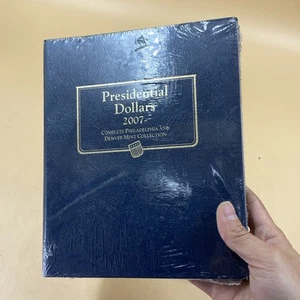 Presidential
Dollars
2007-
COMPLETE PHILADELPHIA AND
DENVER MINT COLLECTION